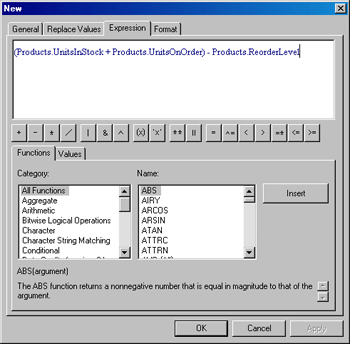 New
General Replace Values Expression Format
(Products.UnitsInStock + Products.UnitsOnOrder) - Products.ReorderLevel
+ - * / | & ^ (x) 'x' ** || = ^= < > =* <= >=
Functions Values
Category: Name:
All Functions ABS Insert
Aggregate AIRY
Arithmetic ARCOS
Bitwise Logical Operations ARSIN
Character ATAN
Character String Matching ATTRC
Conditional ATTRN
ABS(argument)
The ABS function returns a nonnegative number that is equal in magnitude to that of the
argument.
OK Cancel Apply